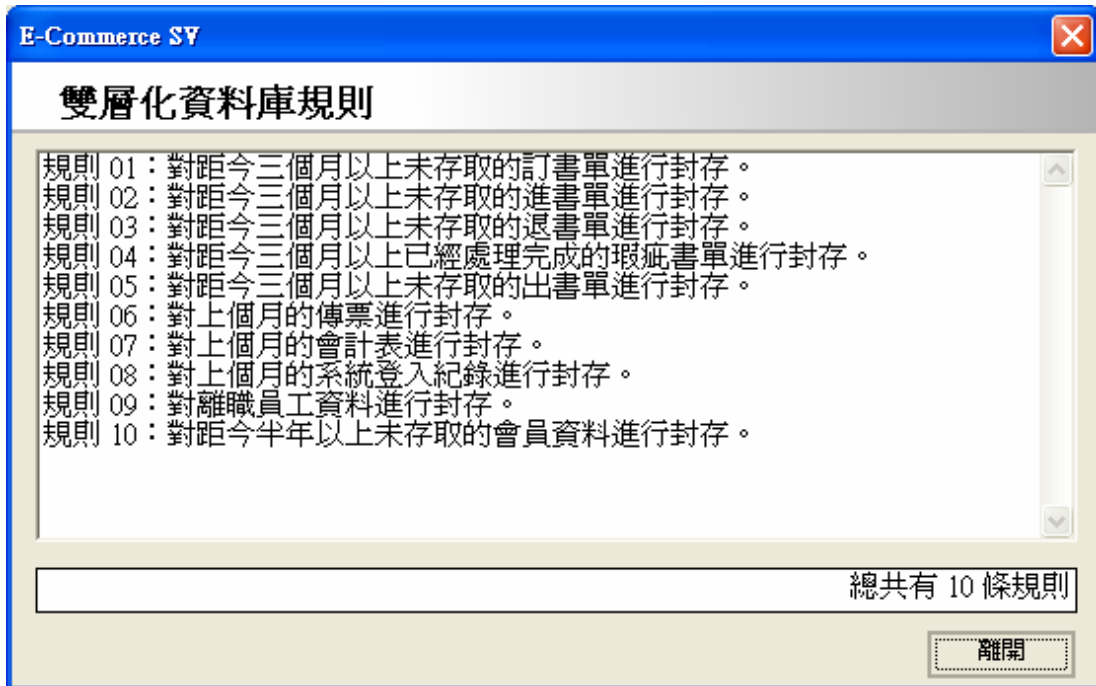 E-Commerce SV
雙層化資料庫規則
規則 01：對距今三個月以上未存取的訂書單進行封存。
規則 02：對距今三個月以上未存取的進書單進行封存。
規則 03：對距今三個月以上未存取的退書單進行封存。
規則 04：對距今三個月以上已經處理完成的瑕疵書單進行封存。
規則 05：對距今三個月以上未存取的出書單進行封存。
規則 06：對上個月的傳票進行封存。
規則 07：對上個月的會計表進行封存。
規則 08：對上個月的系統登入紀錄進行封存。
規則 09：對離職員工資料進行封存。
規則 10：對距今半年以上未存取的會員資料進行封存。
總共有 10 條規則
離開